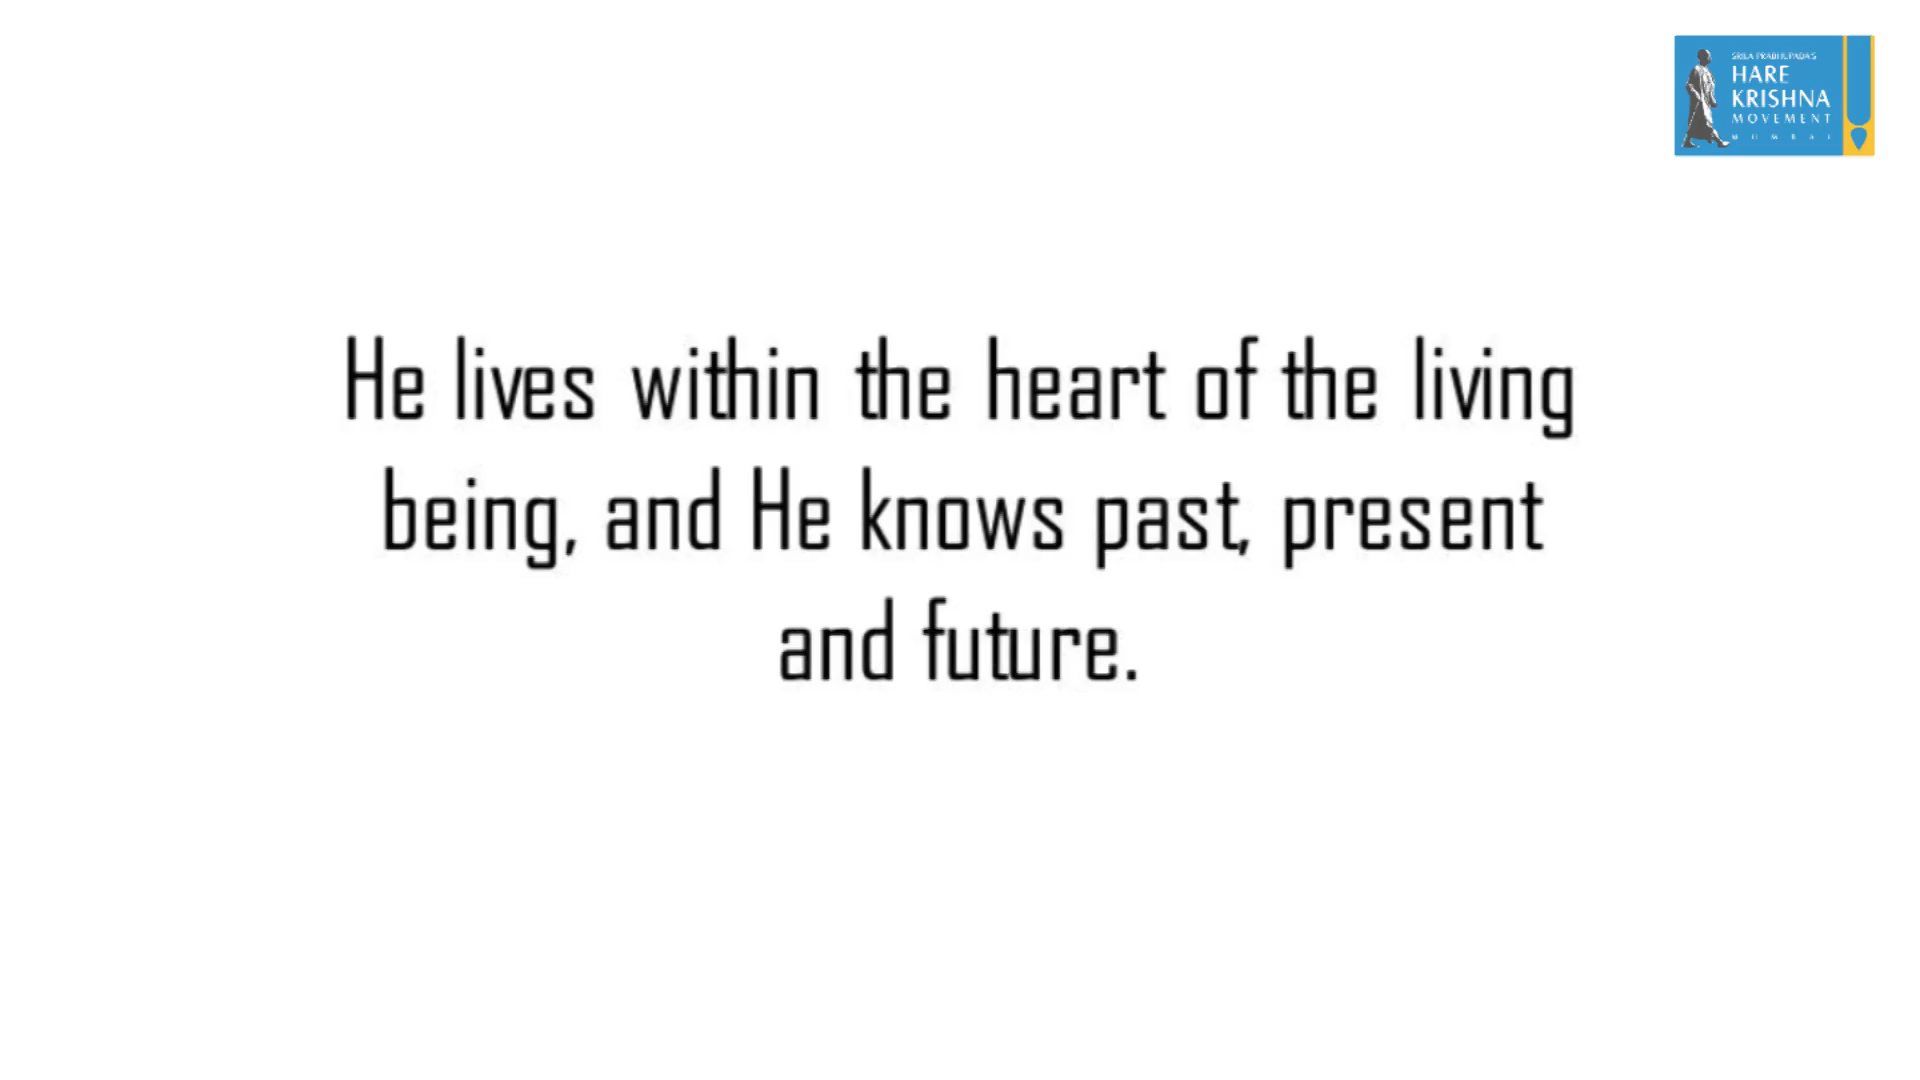 SRILA PRABHUPADA'S
HARE
KRISHNA
MOVEMENT
MUMBAI
He lives within the heart of the living
being, and He knows past, present
and future.